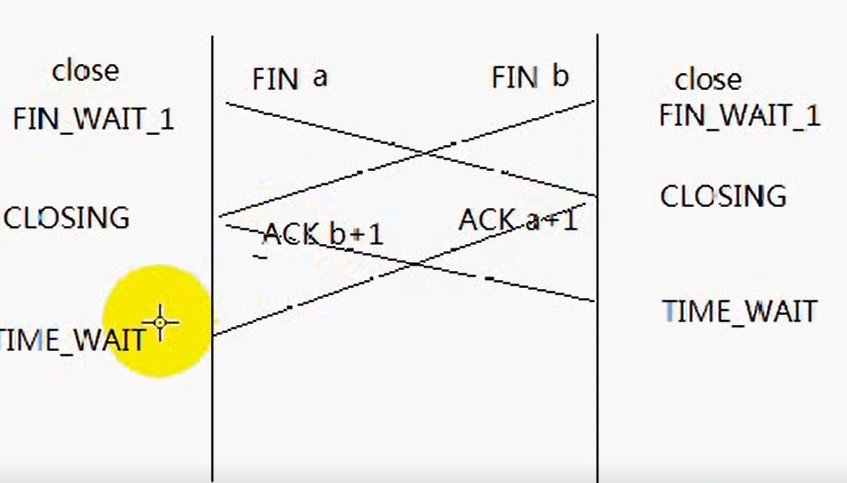 close
FIN_WAIT_1
FIN a
FIN b
close
FIN_WAIT_1
CLOSING
ACK b+1
ACK a+1
CLOSING
TIME_WAIT
TIME_WAIT